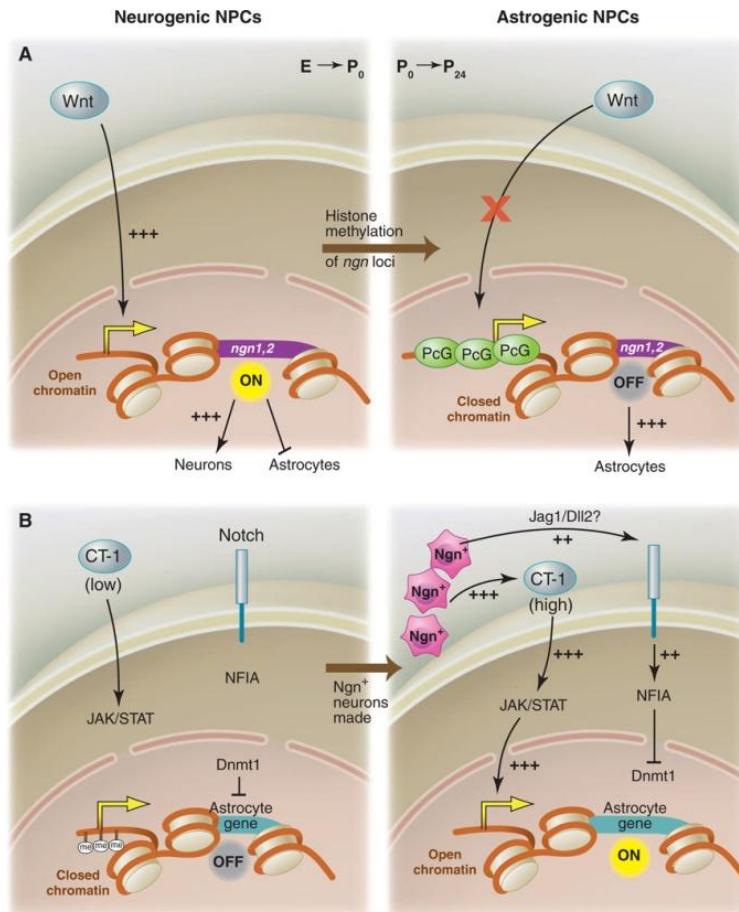 Neurogenic NPCs
Astrogenic NPCs
A
E → P0
P0 → P24
Wnt
Wnt
+++
Histone
methylation
of ngn loci
ngn1,2
Open
chromatin
ON
+++
Neurons
Astrocytes
PcG
PcG
PcG
ngn1,2
Closed
chromatin
OFF
+++
Astrocytes
B
Notch
CT-1
(low)
NFIA
JAK/STAT
Dnmt1
Astrocyte
gene
me
me
me
Closed
chromatin
OFF
Ngn+
neurons
made
Jag1/Dll2?
++
Ngn+
Ngn+
Ngn+
+++
CT-1
(high)
+++
++
JAK/STAT
NFIA
+++
Dnmt1
Astrocyte
gene
Open
chromatin
ON